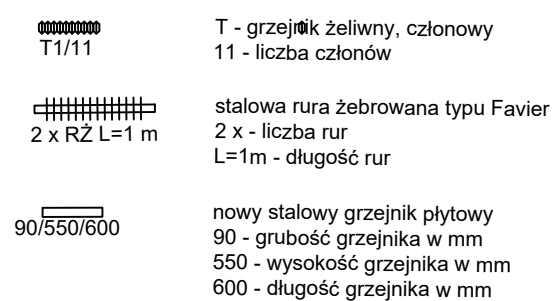 T1/11
T - grzejnik żeliwny, członowy
11 - liczba członów
2 x RŻ L=1 m
stalowa rura żebrowana typu Favier
2 x - liczba rur
L=1m - długość rur
90/550/600
nowy stalowy grzejnik płytowy
90 - grubość grzejnika w mm
550 - wysokość grzejnika w mm
600 - długość grzejnika w mm